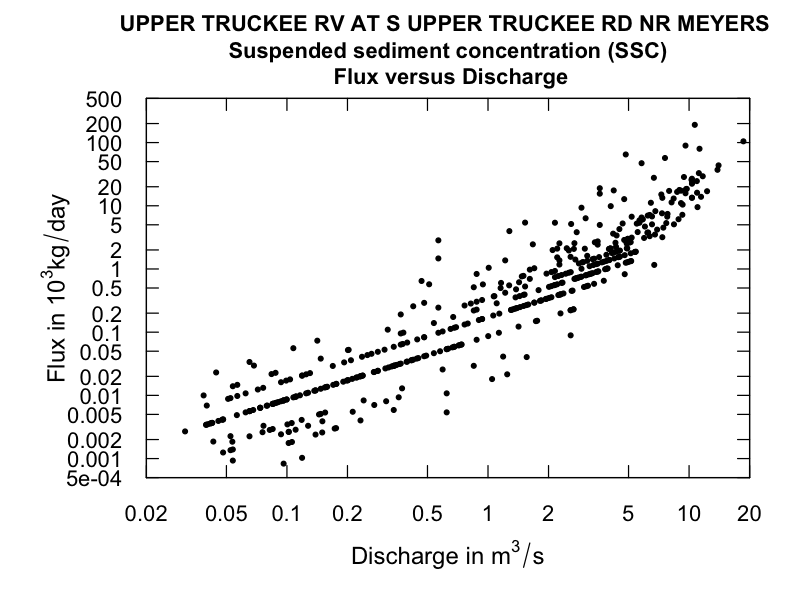 UPPER TRUCKEE RV AT S UPPER TRUCKEE RD NR MEYERS
Suspended sediment concentration (SSC)
Flux versus Discharge
Flux in 10³kg/day
500
200
100
50
20
10
5
2
1
0.5
0.2
0.1
0.05
0.02
0.01
0.005
0.002
0.001
5e-04
0.02 0.05 0.1 0.2 0.5 1 2 5 10 20
Discharge in m³/s